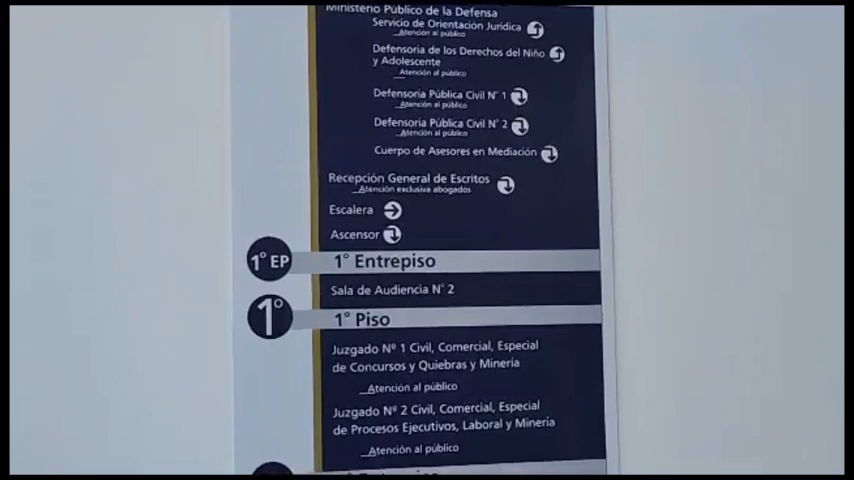 Ministerio Público de la Defensa
Servicio de Orientación Jurídica
Atención al público
Defensoría de los Derechos del Niño
y Adolescente
Atención al público
Defensoría Pública Civil N° 1
Atención al público
Defensoría Pública Civil N° 2
Atención al público
Cuerpo de Asesores en Mediación
Recepción General de Escritos
Atención exclusiva abogados
Escalera
Ascensor
1° EP 1° Entrepiso
Sala de Audiencia N° 2
1° 1° Piso
Juzgado Nº 1 Civil, Comercial, Especial
de Concursos y Quiebras y Minería
Atención al público
Juzgado Nº 2 Civil, Comercial, Especial
de Procesos Ejecutivos, Laboral y Minería
Atención al público